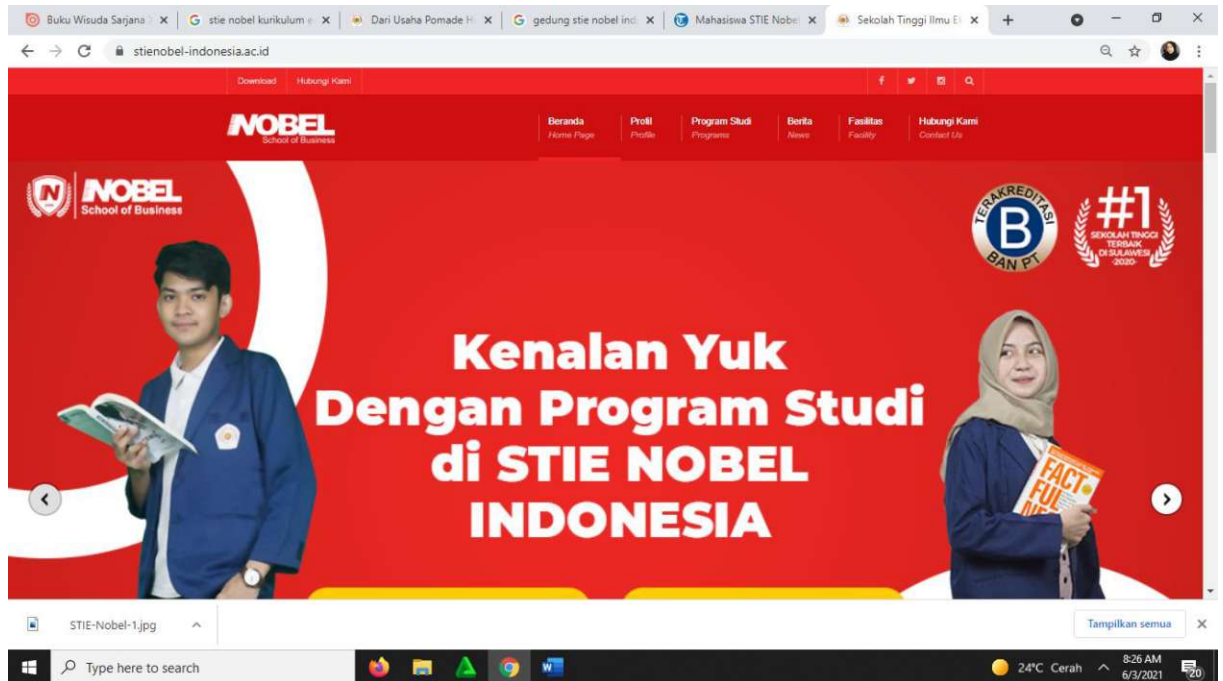 Buku Wisuda Sarjana
stie nobel kurikulum e
Dari Usaha Pomade H
gedung stie nobel ind
Mahasiswa STIE Nobel
Sekolah Tinggi Ilmu E
stienobel-indonesia.ac.id
Download
Hubungi Kami
NOBEL
School of Business
Beranda
Home Page
Profil
Profile
Program Studi
Programs
Berita
News
Fasilitas
Facility
Hubungi Kami
Contact Us
N
NOBEL
School of Business
TERAKREDITASI
B
BAN PT
#1
SEKOLAH TINGGI
TERBAIK
DI SULAWESI
-2020-
Kenalan Yuk
Dengan Program Studi
di STIE NOBEL
INDONESIA
FACT
FUL
NE
STIE-Nobel-1.jpg
Tampilkan semua
Type here to search
24°C Cerah
8:26 AM
6/3/2021
20